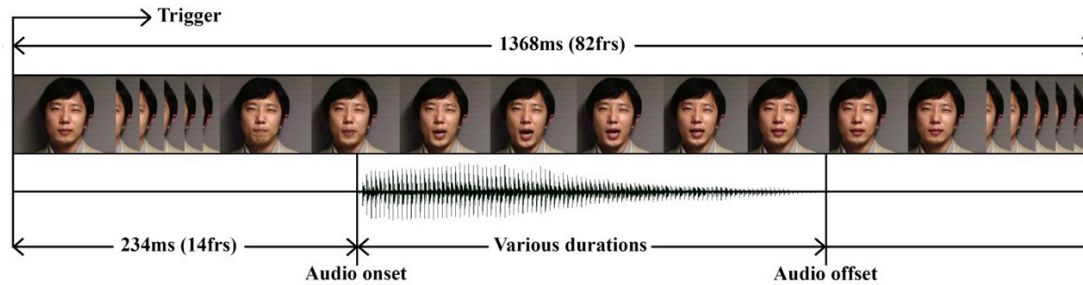 Trigger
1368ms (82frs)
234ms (14frs)
Various durations
Audio onset
Audio offset